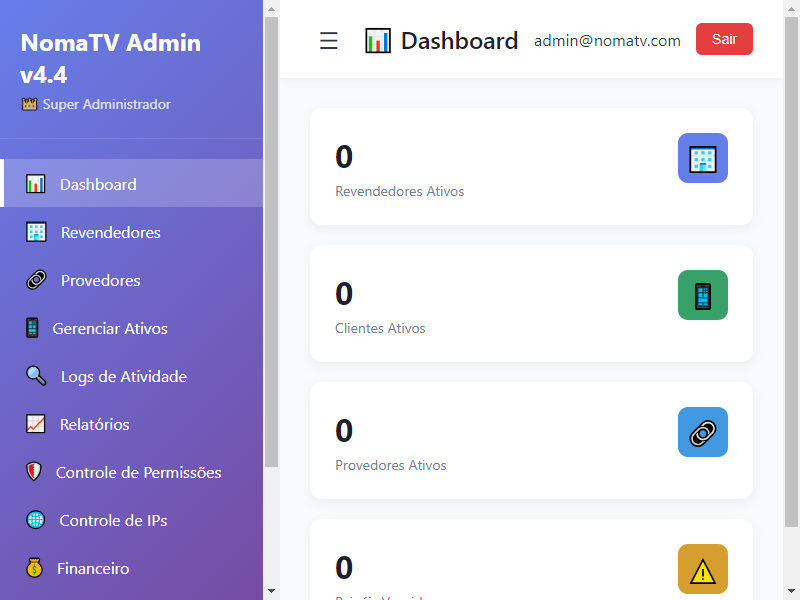 NomaTV Admin
v4.4
Super Administrador
Dashboard
Revendedores
Provedores
Gerenciar Ativos
Logs de Atividade
Relatórios
Controle de Permissões
Controle de IPs
Financeiro
☰
Dashboard
admin@nomatv.com
Sair
0
Revendedores Ativos
0
Clientes Ativos
0
Provedores Ativos
0